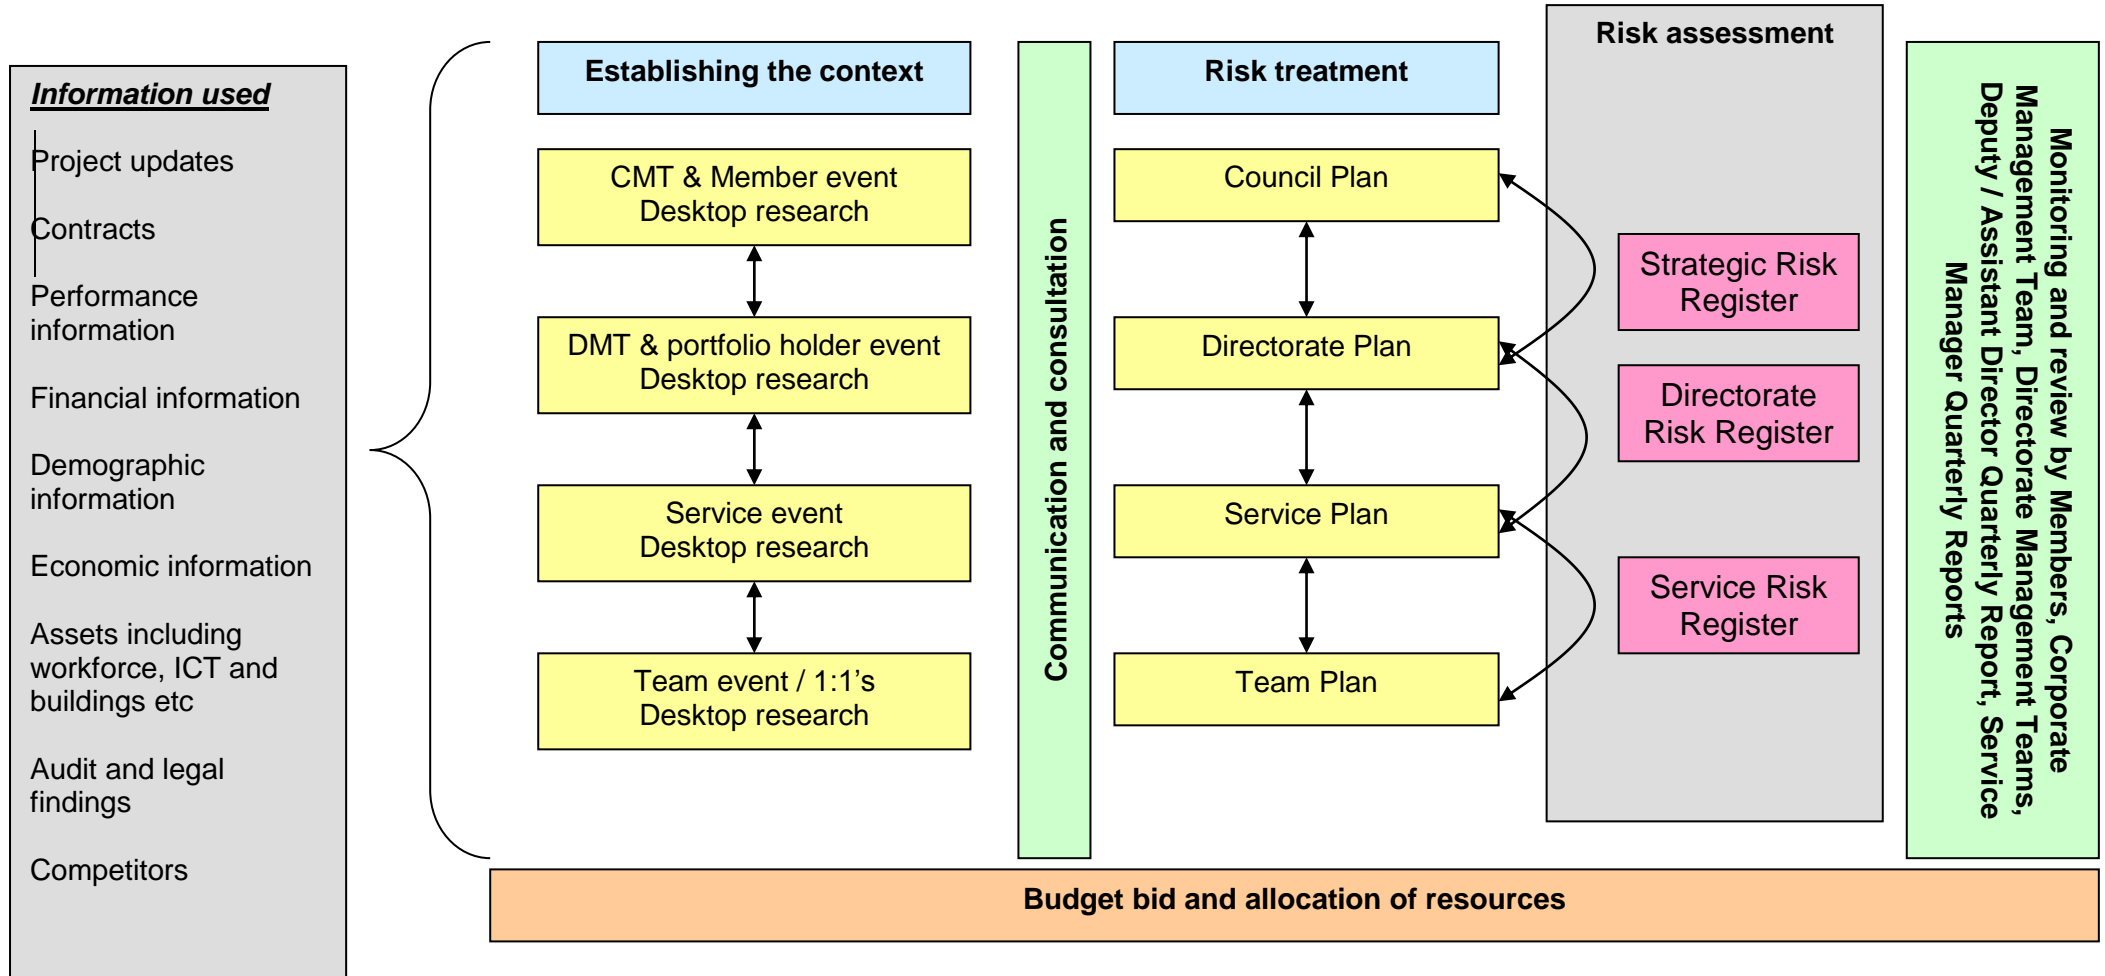 Information used
Project updates
Contracts
Performance
information
Financial information
Demographic
information
Economic information
Assets including
workforce, ICT and
buildings etc
Audit and legal
findings
Competitors
Establishing the context
CMT & Member event
Desktop research
DMT & portfolio holder event
Desktop research
Service event
Desktop research
Team event / 1:1’s
Desktop research
Communication and consultation
Risk treatment
Council Plan
Directorate Plan
Service Plan
Team Plan
Risk assessment
Strategic Risk
Register
Directorate
Risk Register
Service Risk
Register
Monitoring and review by Members, Corporate
Management Team, Directorate Management Teams,
Deputy / Assistant Director Quarterly Report, Service
Manager Quarterly Reports
Budget bid and allocation of resources